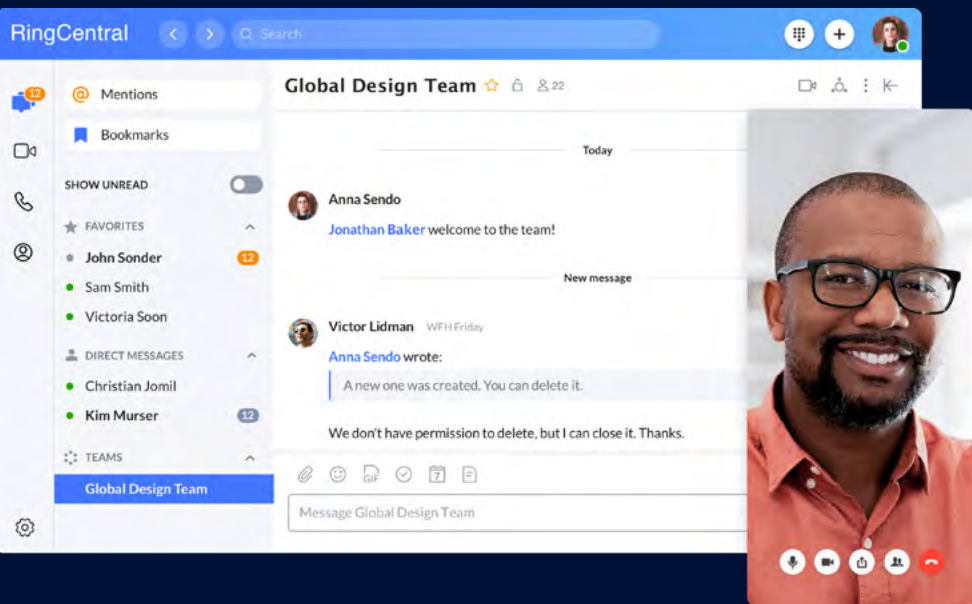 RingCentral
Search
12
Mentions
Bookmarks
SHOW UNREAD
FAVORITES
John Sonder 12
Sam Smith
Victoria Soon
DIRECT MESSAGES
Christian Jomil
Kim Murser 12
TEAMS
Global Design Team
Global Design Team 22
Today
Anna Sendo
Jonathan Baker welcome to the team!
New message
Victor Lidman WFH Friday
Anna Sendo wrote:
A new one was created. You can delete it.
We don't have permission to delete, but I can close it. Thanks.
GIF 7
Message Global Design Team